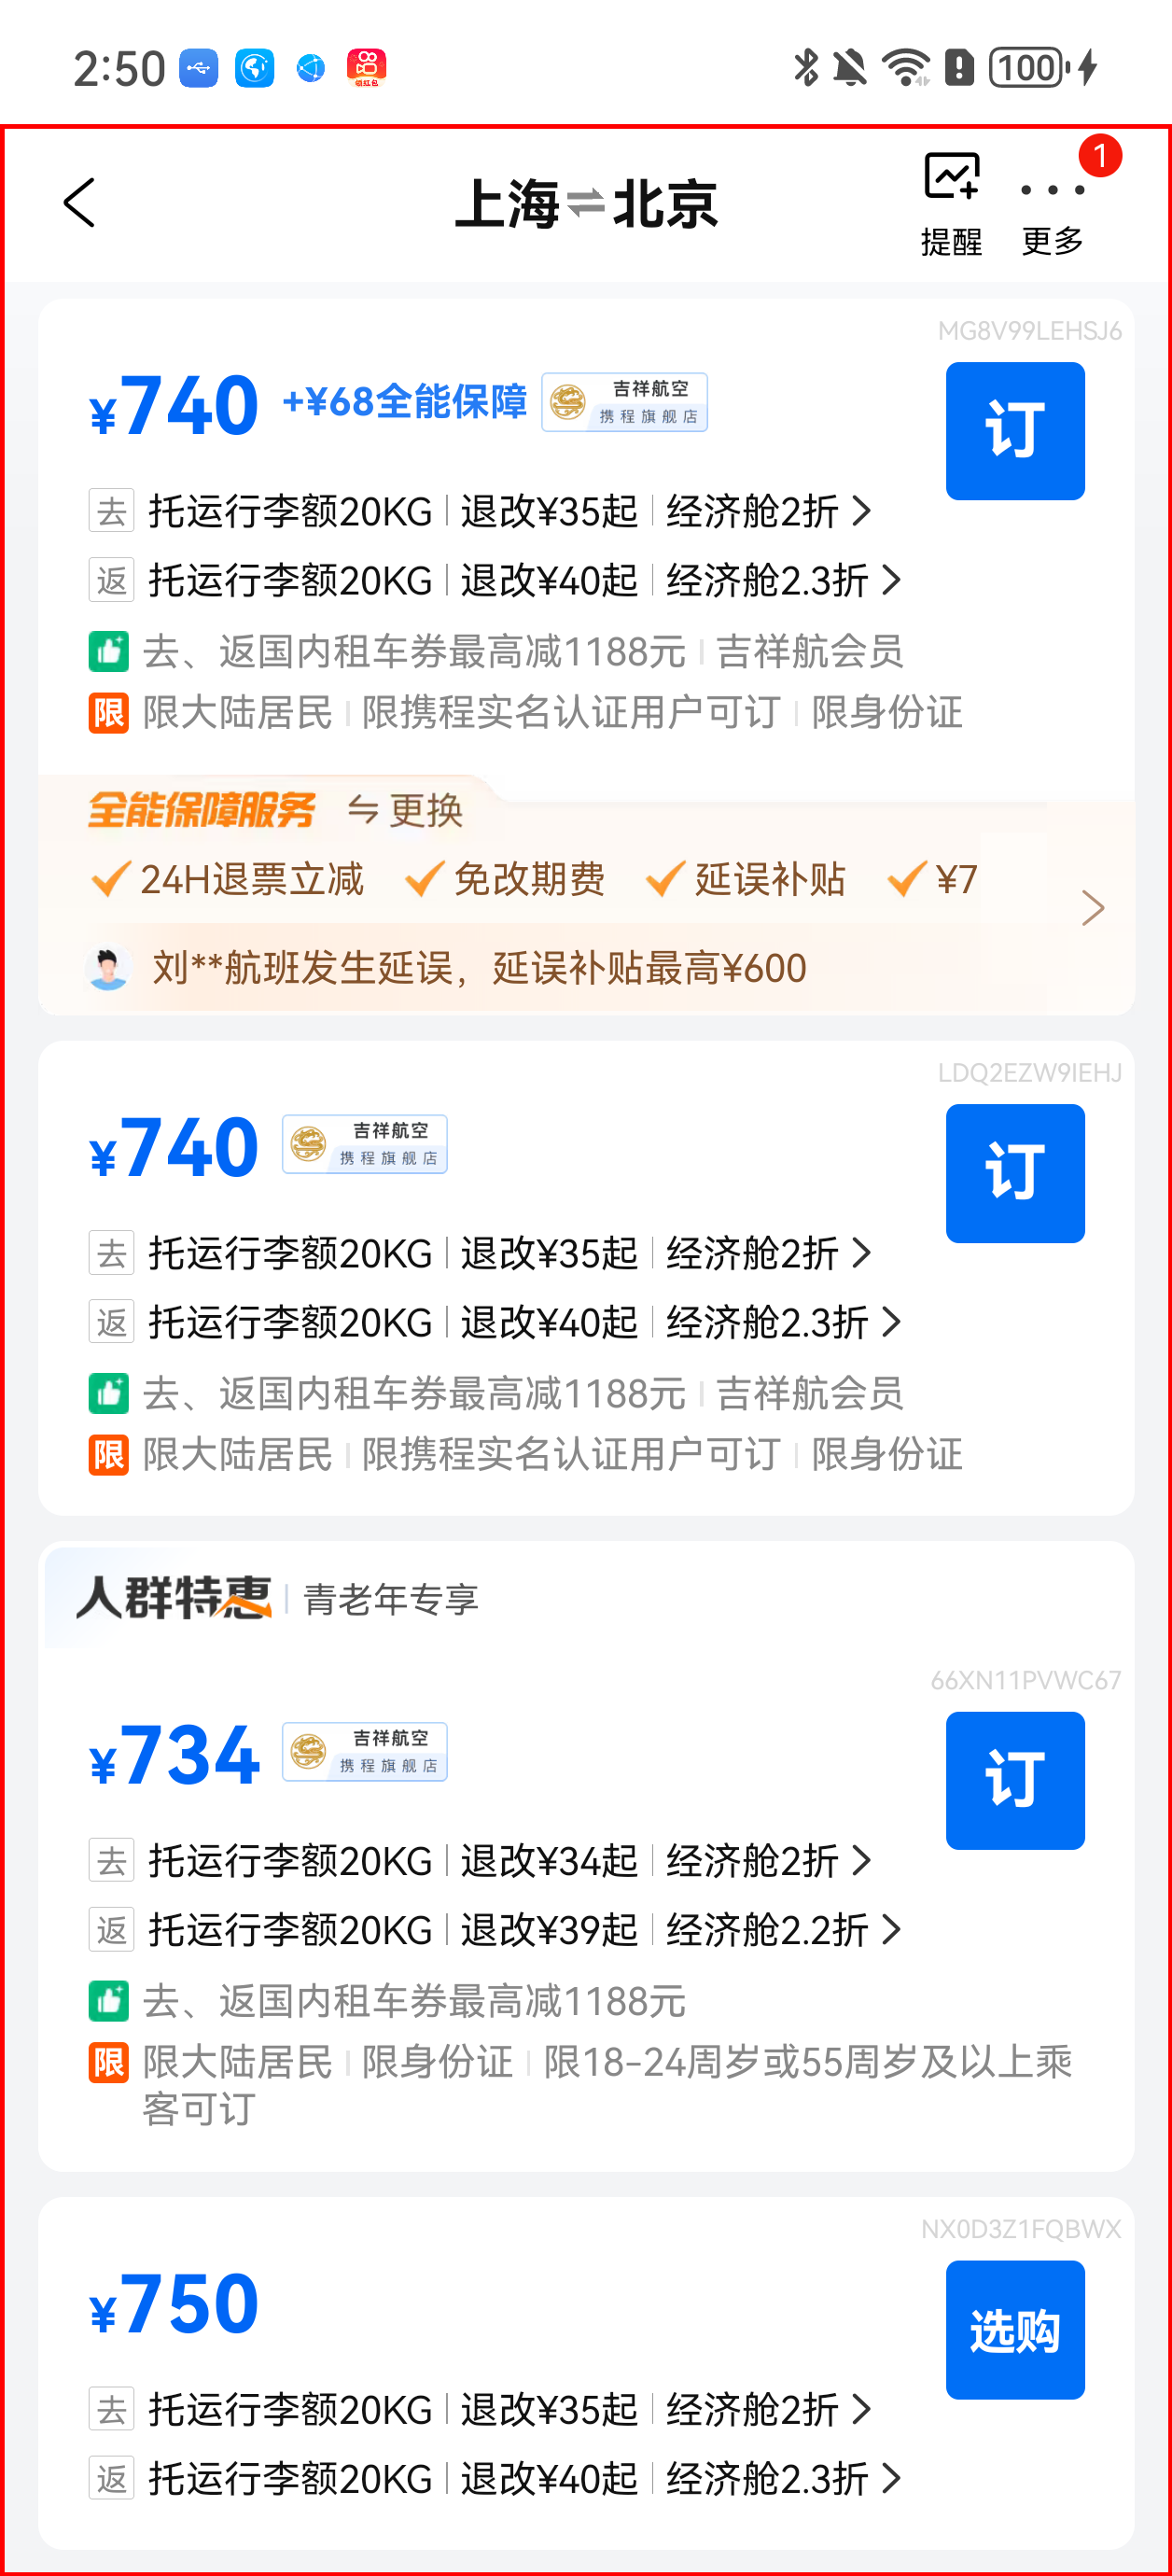 2:50
领红包
100
上海⇌北京
提醒
更多
1
MG8V99LEHSJ6
¥740 +¥68全能保障 吉祥航空 携程旗舰店
订
去 托运行李额20KG 退改¥35起 经济舱2折
返 托运行李额20KG 退改¥40起 经济舱2.3折
去、返国内租车券最高减1188元 吉祥航会员
限 限大陆居民 限携程实名认证用户可订 限身份证
全能保障服务 ⇋更换
24H退票立减 免改期费 延误补贴 ¥7
刘**航班发生延误，延误补贴最高¥600
LDQ2EZW9IEHJ
¥740 吉祥航空 携程旗舰店
订
去 托运行李额20KG 退改¥35起 经济舱2折
返 托运行李额20KG 退改¥40起 经济舱2.3折
去、返国内租车券最高减1188元 吉祥航会员
限 限大陆居民 限携程实名认证用户可订 限身份证
人群特惠 青老年专享
66XN11PVWC67
¥734 吉祥航空 携程旗舰店
订
去 托运行李额20KG 退改¥34起 经济舱2折
返 托运行李额20KG 退改¥39起 经济舱2.2折
去、返国内租车券最高减1188元
限 限大陆居民 限身份证 限18-24周岁或55周岁及以上乘
客可订
NX0D3Z1FQBWX
¥750
选购
去 托运行李额20KG 退改¥35起 经济舱2折
返 托运行李额20KG 退改¥40起 经济舱2.3折